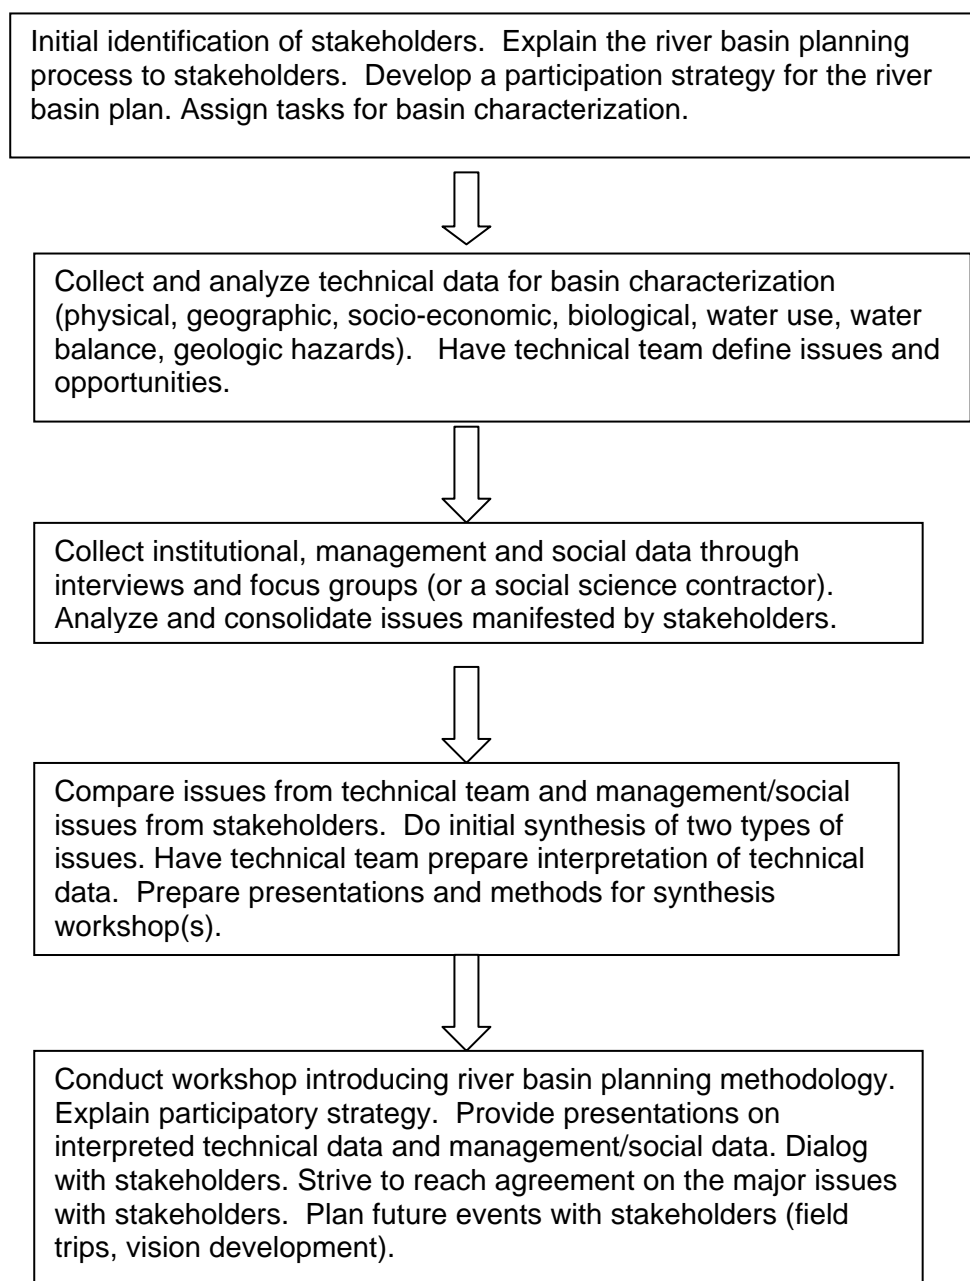 Initial identification of stakeholders.  Explain the river basin planning
process to stakeholders.  Develop a participation strategy for the river
basin plan. Assign tasks for basin characterization.
Collect and analyze technical data for basin characterization
(physical, geographic, socio-economic, biological, water use, water
balance, geologic hazards).   Have technical team define issues and
opportunities.
Collect institutional, management and social data through
interviews and focus groups (or a social science contractor).
Analyze and consolidate issues manifested by stakeholders.
Compare issues from technical team and management/social
issues from stakeholders.  Do initial synthesis of two types of
issues. Have technical team prepare interpretation of technical
data.  Prepare presentations and methods for synthesis
workshop(s).
Conduct workshop introducing river basin planning methodology.
Explain participatory strategy.  Provide presentations on
interpreted technical data and management/social data. Dialog
with stakeholders. Strive to reach agreement on the major issues
with stakeholders.  Plan future events with stakeholders (field
trips, vision development).